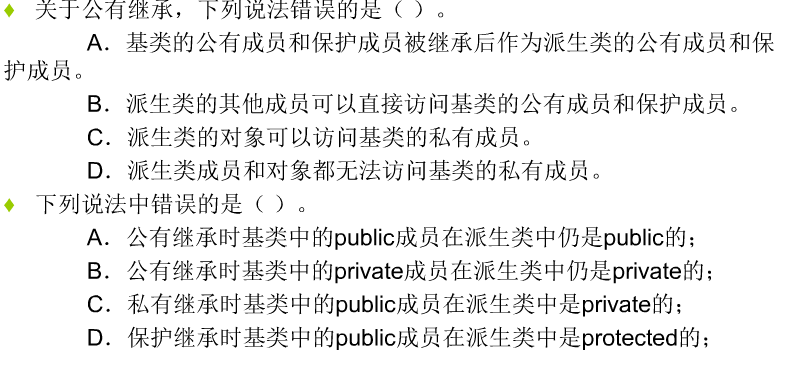 ♦ 关于公有继承，下列说法错误的是（ ）。
A．基类的公有成员和保护成员被继承后作为派生类的公有成员和保
护成员。
B．派生类的其他成员可以直接访问基类的公有成员和保护成员。
C．派生类的对象可以访问基类的私有成员。
D．派生类成员和对象都无法访问基类的私有成员。
♦ 下列说法中错误的是（ ）。
A．公有继承时基类中的public成员在派生类中仍是public的；
B．公有继承时基类中的private成员在派生类中仍是private的；
C．私有继承时基类中的public成员在派生类中是private的；
D．保护继承时基类中的public成员在派生类中是protected的；